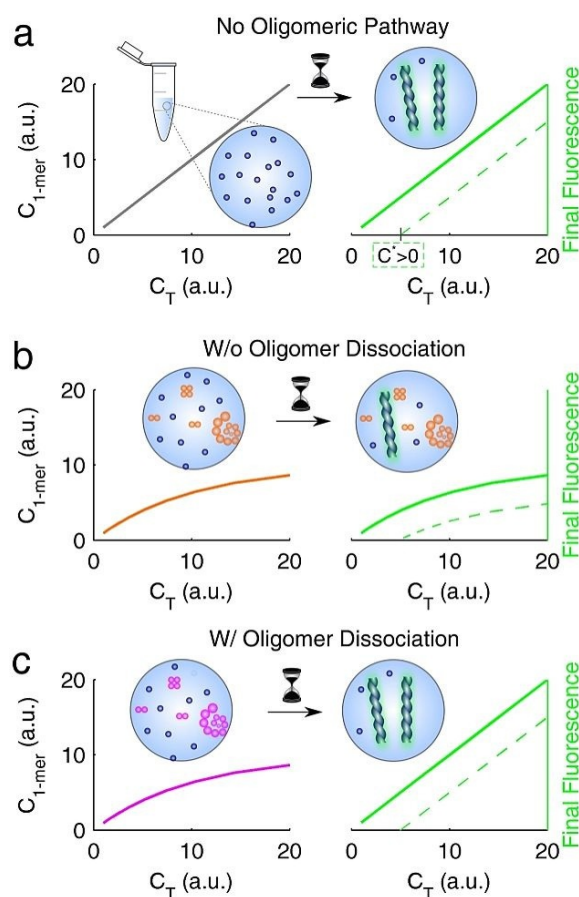 a
No Oligomeric Pathway
C1-mer (a.u.)
20
10
0
0 10 20
CT (a.u.)
0 10 20
C*>0
CT (a.u.)
Final Fluorescence
b
W/o Oligomer Dissociation
C1-mer (a.u.)
20
10
0
0 10 20
CT (a.u.)
0 10 20
CT (a.u.)
Final Fluorescence
c
W/ Oligomer Dissociation
C1-mer (a.u.)
20
10
0
0 10 20
CT (a.u.)
0 10 20
CT (a.u.)
Final Fluorescence